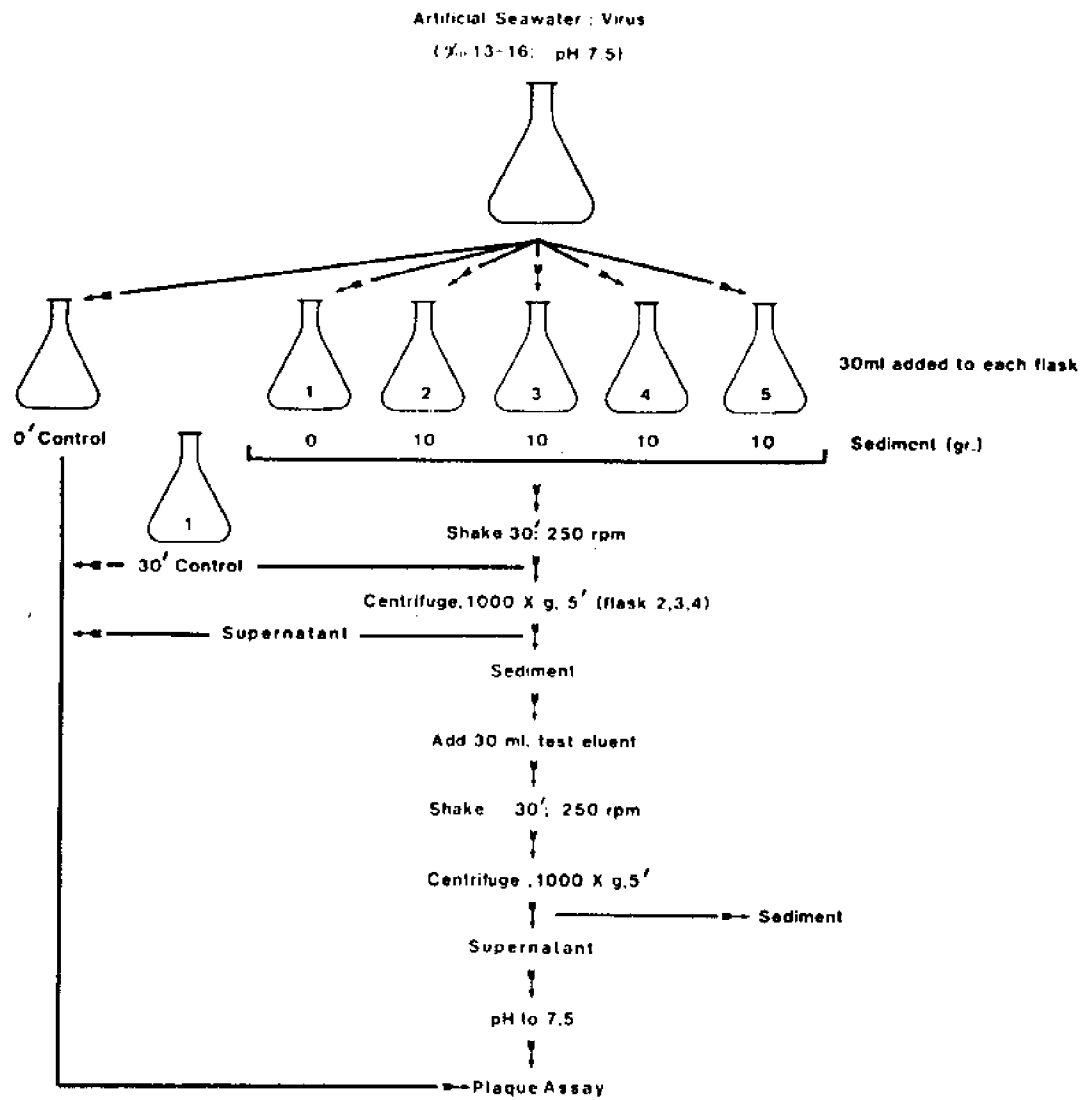 Artificial Seawater : Virus
(‰ 13-16; pH 7.5)
30ml added to each flask
1 2 3 4 5
0' Control
0 10 10 10 10 Sediment (gr.)
1
Shake 30'; 250 rpm
30' Control
Centrifuge, 1000 X g, 5' (flask 2,3,4)
Supernatant
Sediment
Add 30 ml. test eluent
Shake 30'; 250 rpm
Centrifuge , 1000 X g, 5'
Sediment
Supernatant
pH to 7.5
Plaque Assay